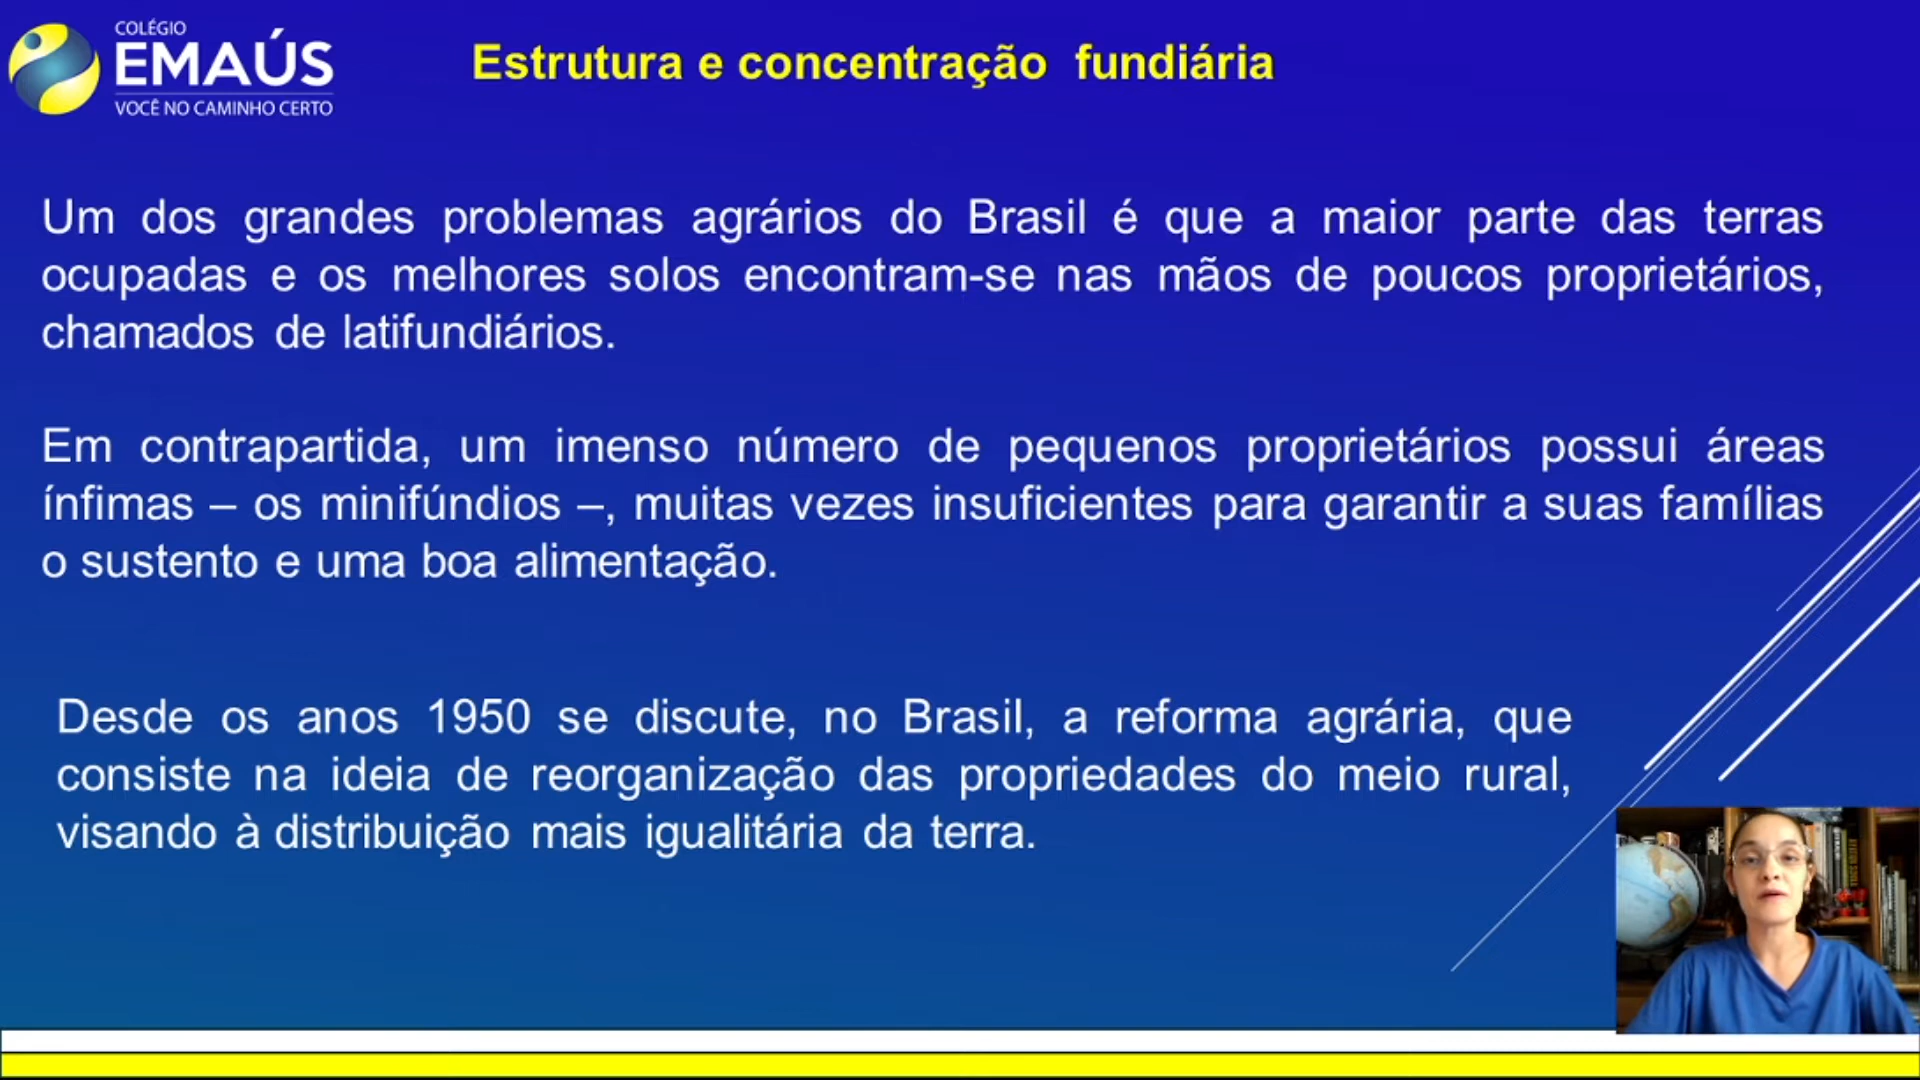 COLÉGIO
EMAÚS
VOCÊ NO CAMINHO CERTO
Estrutura e concentração fundiária
Um dos grandes problemas agrários do Brasil é que a maior parte das terras
ocupadas e os melhores solos encontram-se nas mãos de poucos proprietários,
chamados de latifundiários.
Em contrapartida, um imenso número de pequenos proprietários possui áreas
ínfimas – os minifúndios –, muitas vezes insuficientes para garantir a suas famílias
o sustento e uma boa alimentação.
Desde os anos 1950 se discute, no Brasil, a reforma agrária, que
consiste na ideia de reorganização das propriedades do meio rural,
visando à distribuição mais igualitária da terra.